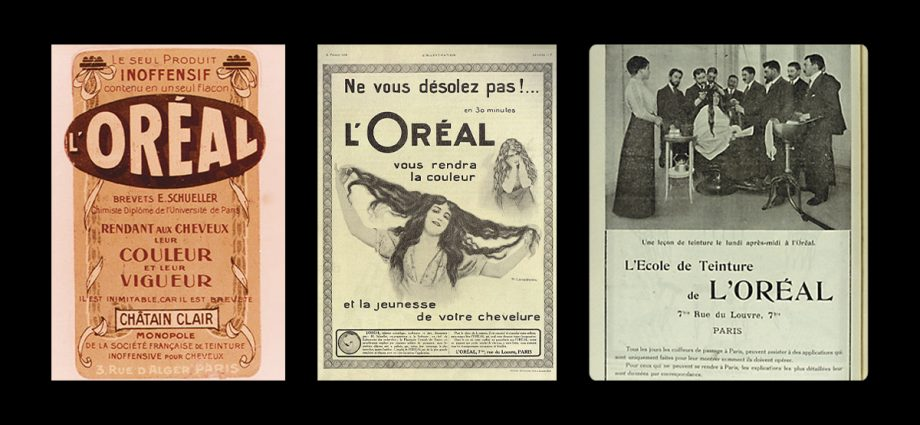 LE SEUL PRODUIT
INOFFENSIF
contenu en un seul flacon
L'ORÉAL
BREVETS E. SCHUELLER
Chimiste Diplômé de l'Université de Paris
RENDANT AUX CHEVEUX
LEUR
COULEUR
ET LEUR
VIGUEUR
IL EST INIMITABLE, CAR IL EST BREVETÉ
CHÂTAIN CLAIR
MONOPOLE
DE LA SOCIÉTÉ FRANÇAISE DE TEINTURE
INOFFENSIVE POUR CHEVEUX
3, RUE D'ALGER PARIS
L'ILLUSTRATION
Ne vous désolez pas!...
en 30 minutes
L'ORÉAL
vous rendra
la couleur
et la jeunesse
de votre chevelure
L'ORÉAL, 7bis, rue du Louvre, PARIS
Une leçon de teinture le lundi après-midi à l'Oréal.
L'Ecole de Teinture
de L'ORÉAL
7bis Rue du Louvre, 7bis
PARIS
Tous les jours les coiffeurs de passage à Paris, peuvent assister à des applications qui
sont uniquement faites pour leur montrer comment ils doivent opérer.
Pour ceux qui ne peuvent se rendre à Paris, les explications les plus détaillées leur
sont données par correspondance.